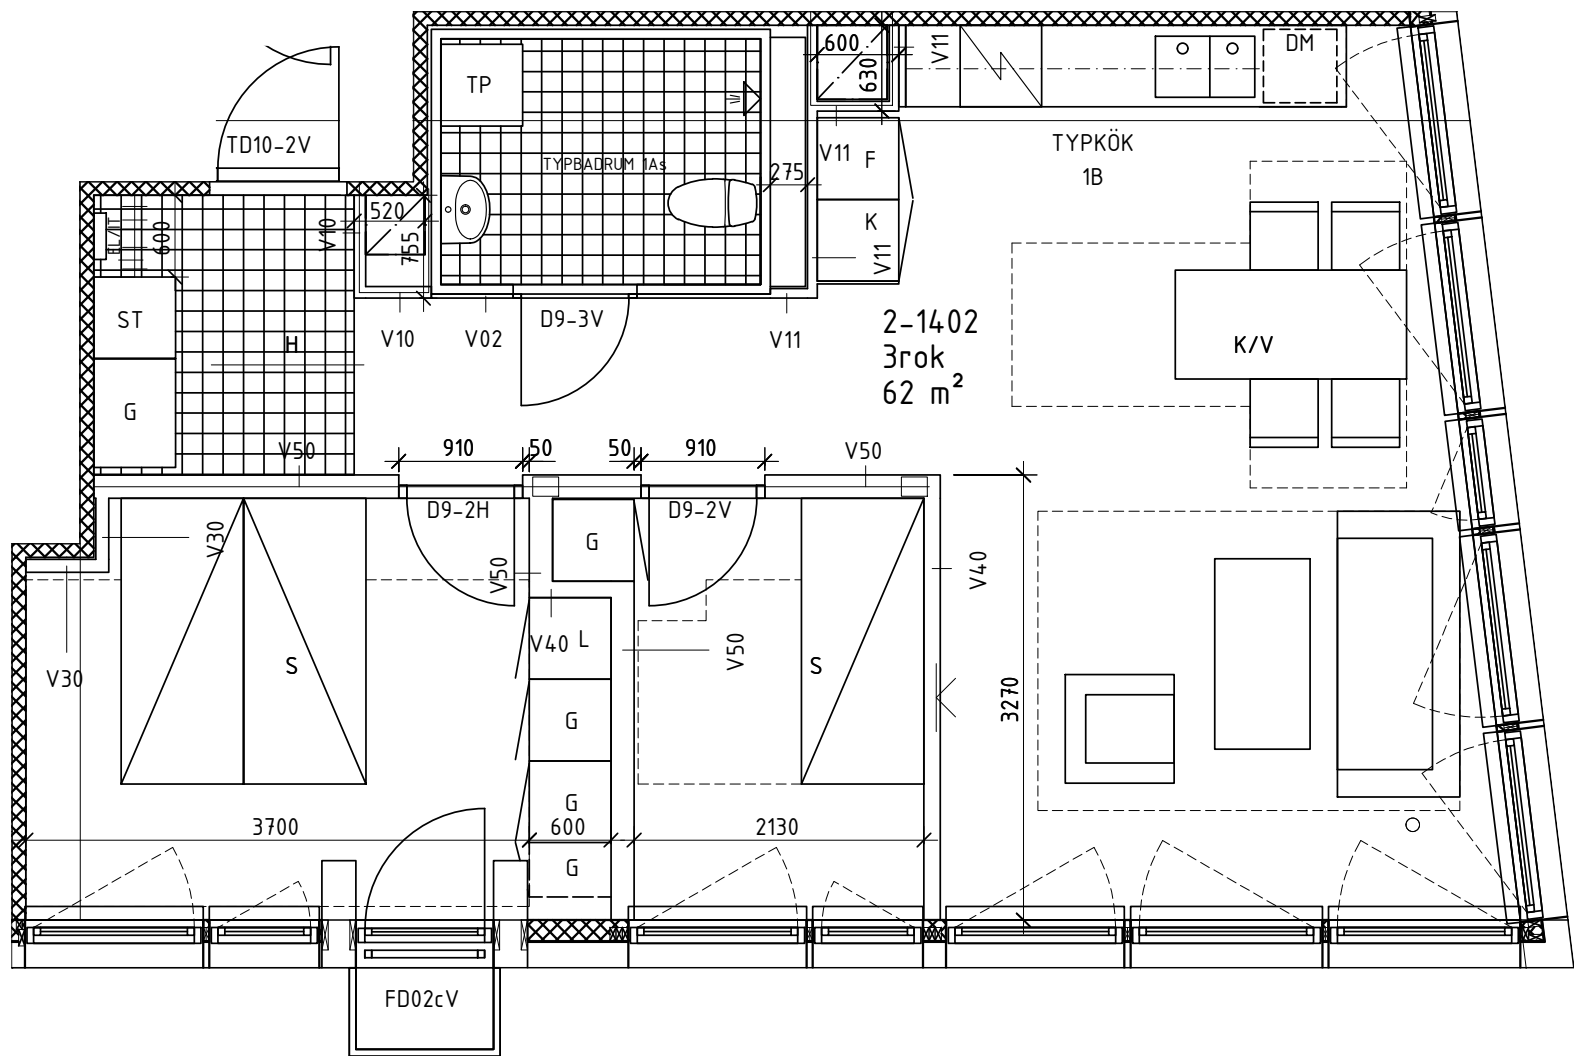 600
V11
DM
630
TP
TD10-2V
V11
F
TYPKÖK
TYPBADRUM 1As
275
1B
520
K
V10
EL/IT
600
755
V11
ST
H
V10
V02
D9-3V
V11
2-1402
3rok
62 m²
K/V
G
V50
910
50
50
910
V50
D9-2H
D9-2V
V30
G
V50
V40
V40
L
V50
V30
S
S
3270
G
G
3700
600
2130
G
FD02cV